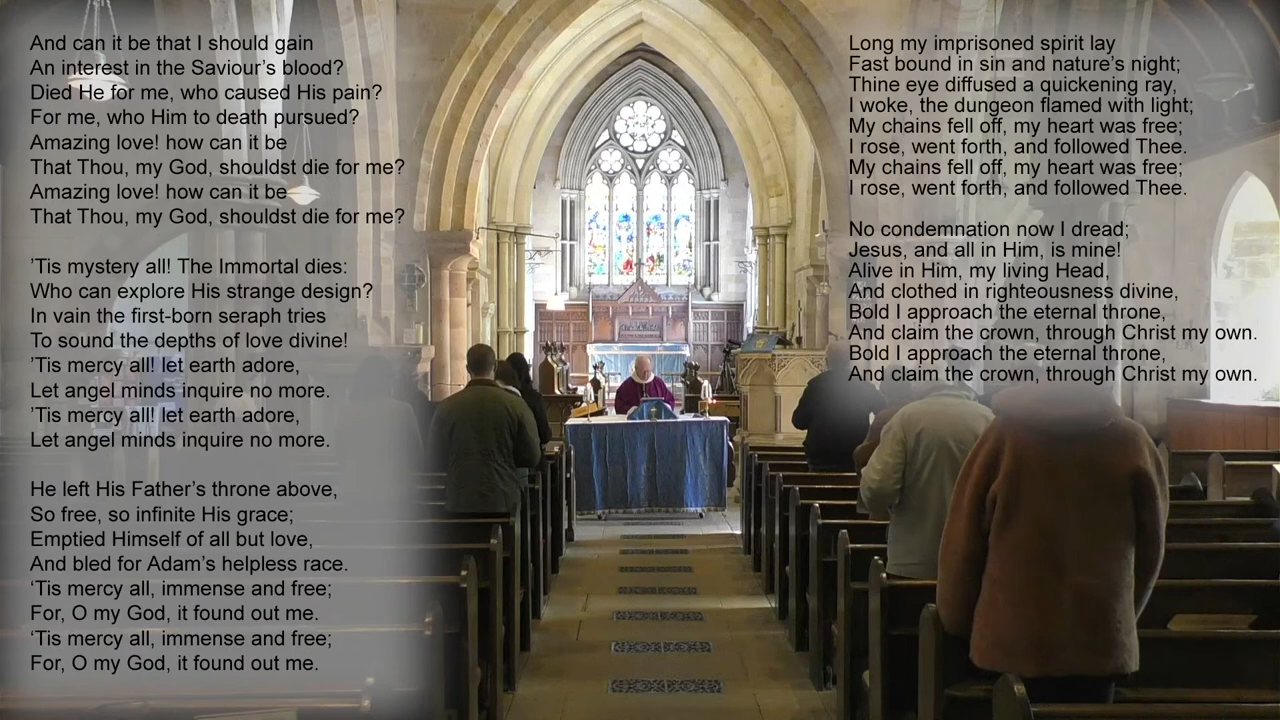 And can it be that I should gain
An interest in the Saviour’s blood?
Died He for me, who caused His pain?
For me, who Him to death pursued?
Amazing love! how can it be
That Thou, my God, shouldst die for me?
Amazing love! how can it be
That Thou, my God, shouldst die for me?
’Tis mystery all! The Immortal dies:
Who can explore His strange design?
In vain the first-born seraph tries
To sound the depths of love divine!
’Tis mercy all! let earth adore,
Let angel minds inquire no more.
’Tis mercy all! let earth adore,
Let angel minds inquire no more.
He left His Father’s throne above,
So free, so infinite His grace;
Emptied Himself of all but love,
And bled for Adam’s helpless race.
‘Tis mercy all, immense and free;
For, O my God, it found out me.
‘Tis mercy all, immense and free;
For, O my God, it found out me.
Long my imprisoned spirit lay
Fast bound in sin and nature’s night;
Thine eye diffused a quickening ray,
I woke, the dungeon flamed with light;
My chains fell off, my heart was free;
I rose, went forth, and followed Thee.
My chains fell off, my heart was free;
I rose, went forth, and followed Thee.
No condemnation now I dread;
Jesus, and all in Him, is mine!
Alive in Him, my living Head,
And clothed in righteousness divine,
Bold I approach the eternal throne,
And claim the crown, through Christ my own.
Bold I approach the eternal throne,
And claim the crown, through Christ my own.